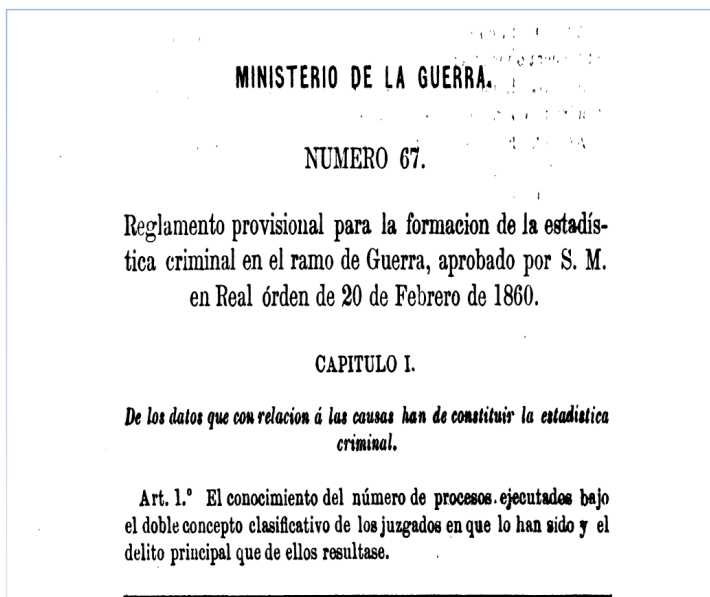 MINISTERIO DE LA GUERRA.
NUMERO 67.
Reglamento provisional para la formacion de la estadís-
tica criminal en el ramo de Guerra, aprobado por S. M.
en Real órden de 20 de Febrero de 1860.
CAPITULO I.
De los datos que con relacion á las causas han de constituir la estadística
criminal.
Art. 1.º El conocimiento del número de procesos ejecutados bajo
el doble concepto clasificativo de los juzgados en que lo han sido y el
delito principal que de ellos resultase.